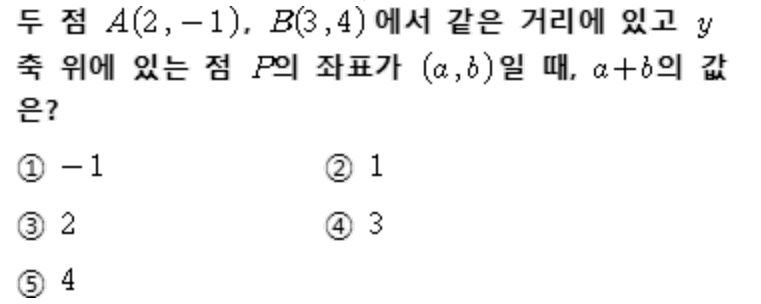 두 점 A(2,−1), B(3,4)에서 같은 거리에 있고 y
축 위에 있는 점 P의 좌표가 (a,b)일 때, a+b의 값
은?
① −1 ② 1
③ 2 ④ 3
⑤ 4